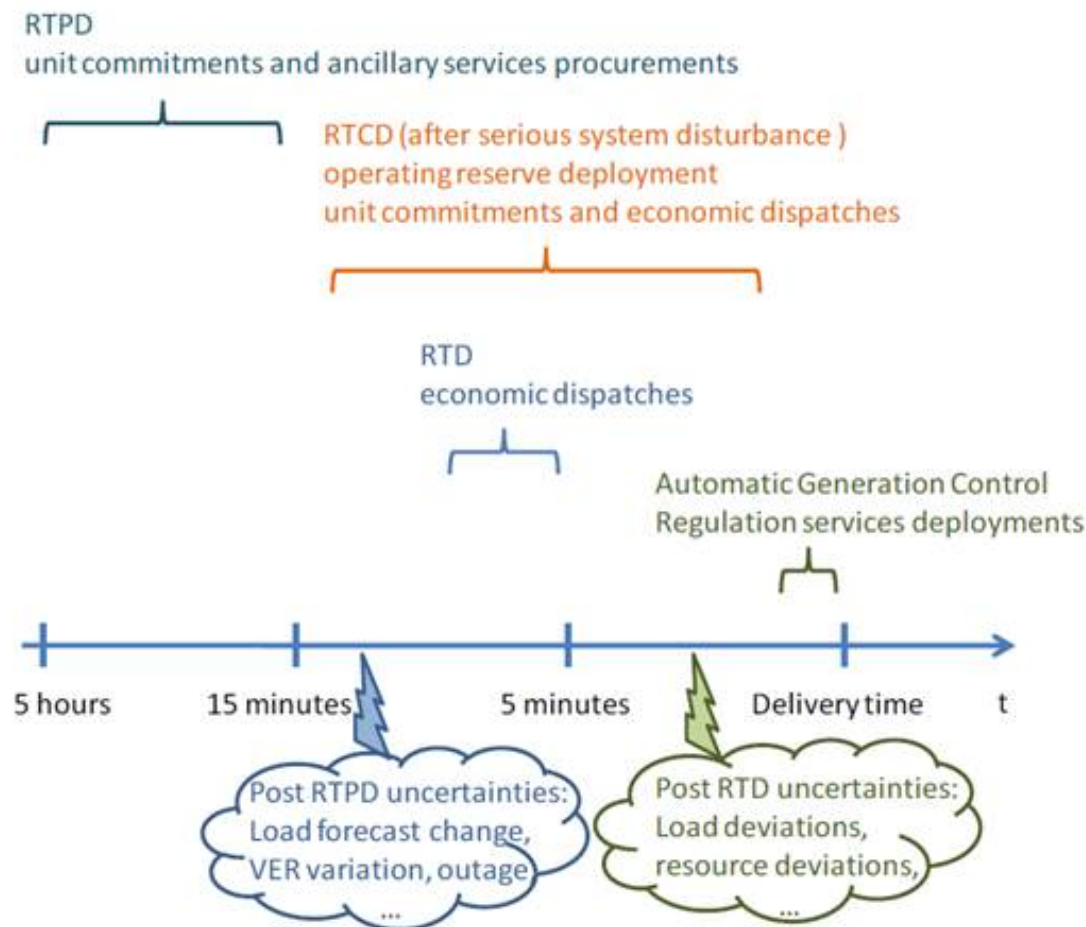 RTPD
unit commitments and ancillary services procurements
RTCD (after serious system disturbance )
operating reserve deployment
unit commitments and economic dispatches
RTD
economic dispatches
Automatic Generation Control
Regulation services deployments
5 hours
15 minutes
5 minutes
Delivery time
t
Post RTPD uncertainties:
Load forecast change,
VER variation, outage
...
Post RTD uncertainties:
Load deviations,
resource deviations,
...